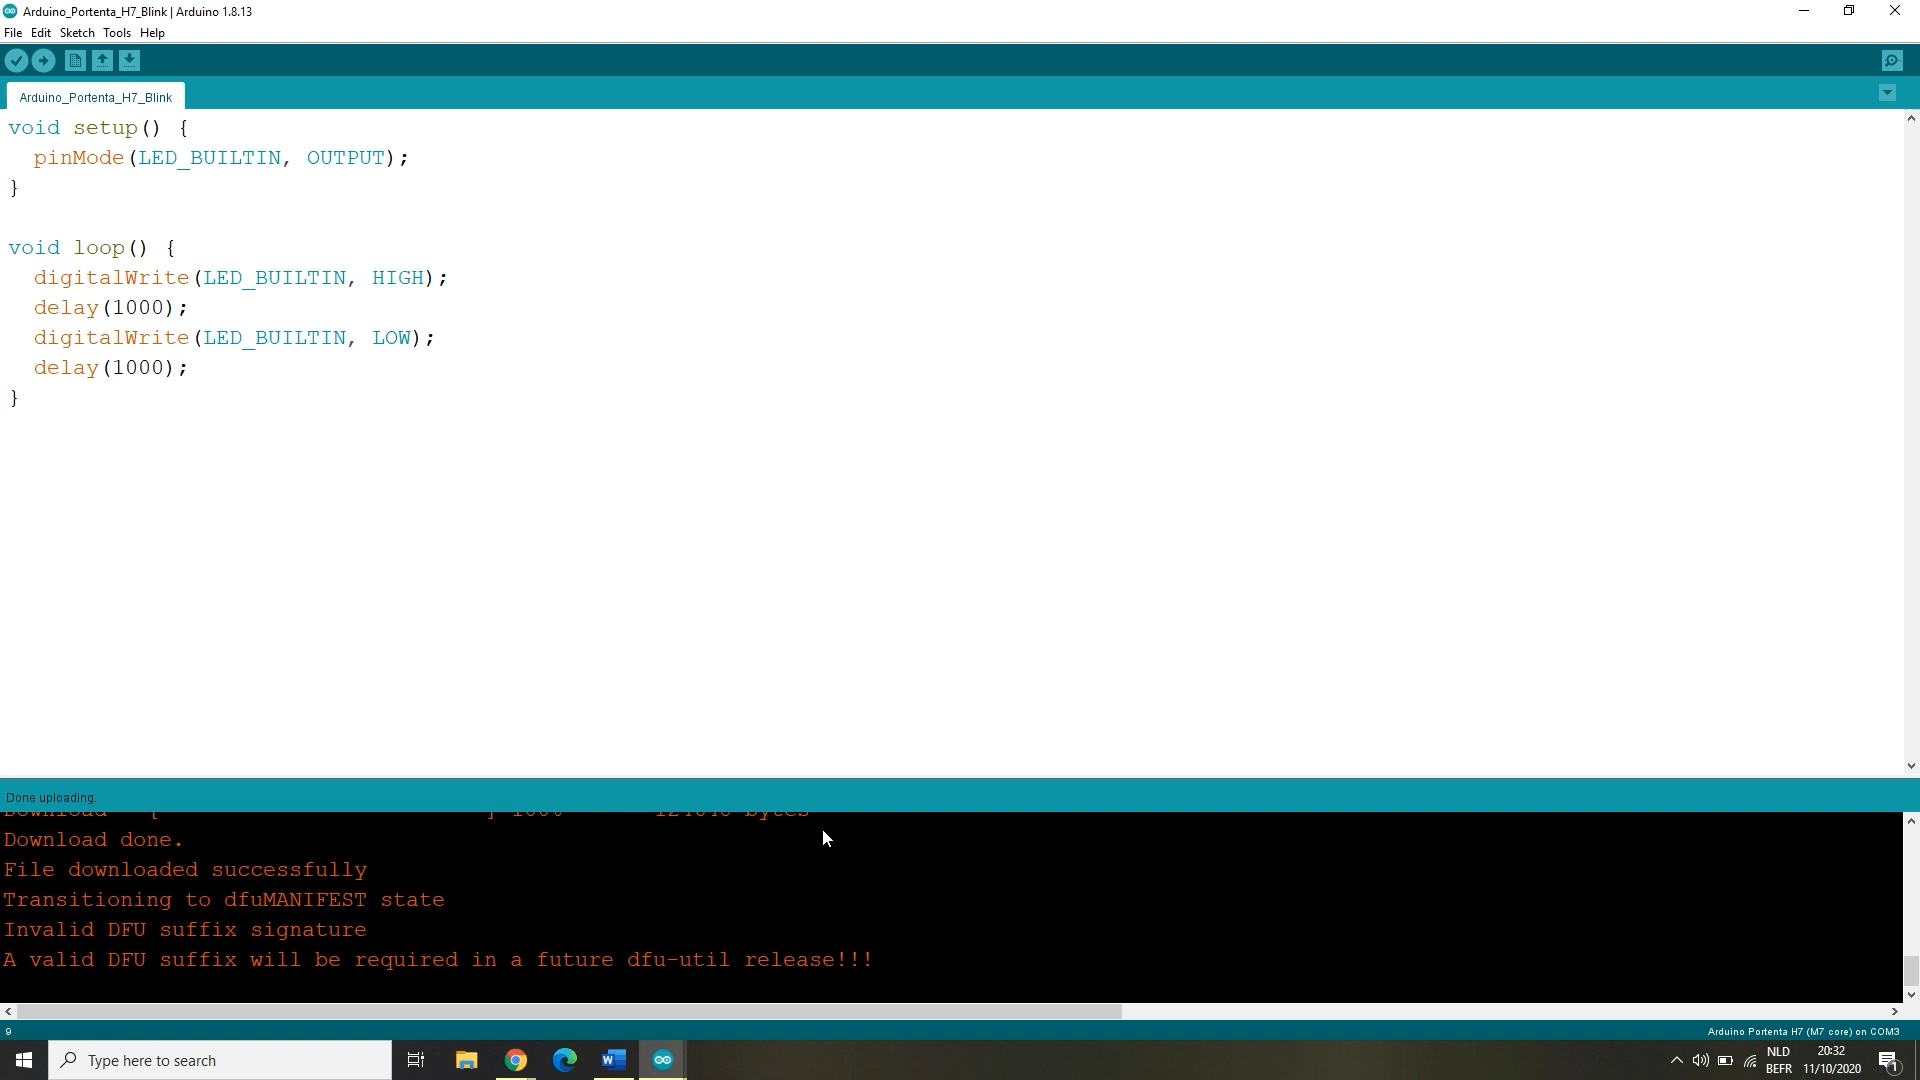 Arduino_Portenta_H7_Blink | Arduino 1.8.13
File Edit Sketch Tools Help
Arduino_Portenta_H7_Blink
void setup() {
  pinMode(LED_BUILTIN, OUTPUT);
}
void loop() {
  digitalWrite(LED_BUILTIN, HIGH);
  delay(1000);
  digitalWrite(LED_BUILTIN, LOW);
  delay(1000);
}
Done uploading.
Download done.
File downloaded successfully
Transitioning to dfuMANIFEST state
Invalid DFU suffix signature
A valid DFU suffix will be required in a future dfu-util release!!!
9
Arduino Portenta H7 (M7 core) on COM3
Type here to search
NLD
BEFR
20:32
11/10/2020
1